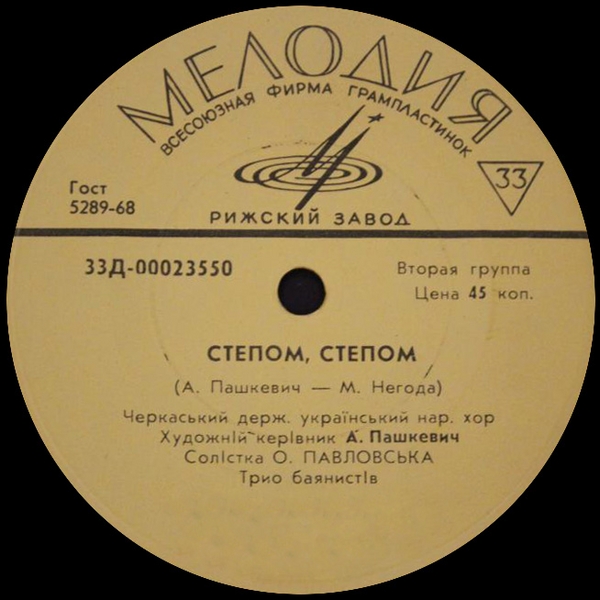 МЕЛОДИЯ
ВСЕСОЮЗНАЯ ФИРМА ГРАМПЛАСТИНОК
33
Гост
5289-68
РИЖСКИЙ ЗАВОД
33Д-00023550
Вторая группа
Цена 45 коп.
СТЕПОМ, СТЕПОМ
(А. Пашкевич — М. Негода)
Черкаський держ. український нар. хор
Художній керівник А. Пашкевич
Солістка О. ПАВЛОВСЬКА
Трио баяністів